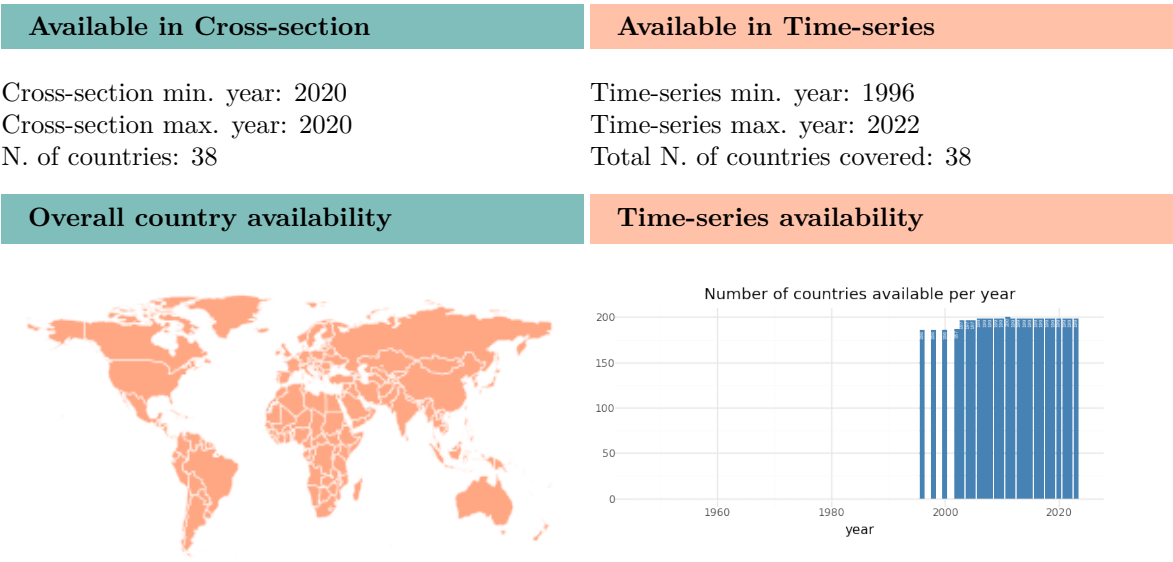 Available in Cross-section
Available in Time-series
Cross-section min. year: 2020
Cross-section max. year: 2020
N. of countries: 38
Time-series min. year: 1996
Time-series max. year: 2022
Total N. of countries covered: 38
Overall country availability
Time-series availability
Number of countries available per year
200
150
100
50
0
1960 1980 2000 2020
year